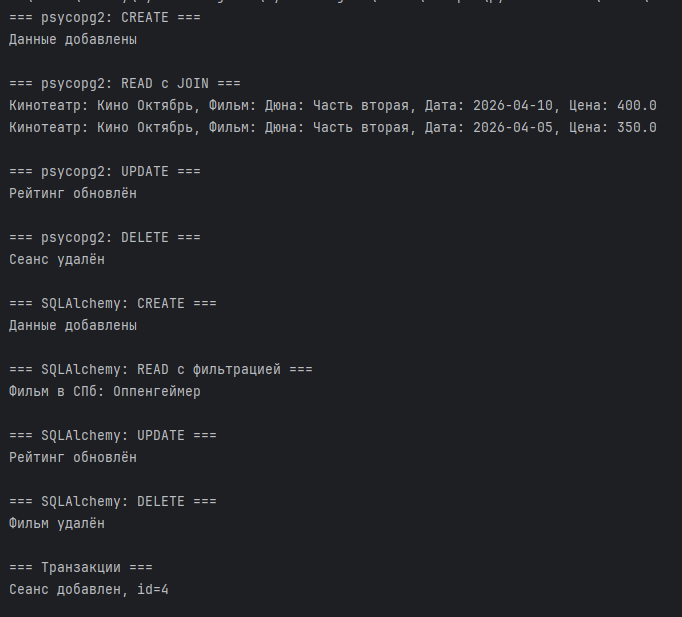 === psycopg2: CREATE ===
Данные добавлены
=== psycopg2: READ с JOIN ===
Кинотеатр: Кино Октябрь, Фильм: Дюна: Часть вторая, Дата: 2026-04-10, Цена: 400.0
Кинотеатр: Кино Октябрь, Фильм: Дюна: Часть вторая, Дата: 2026-04-05, Цена: 350.0
=== psycopg2: UPDATE ===
Рейтинг обновлён
=== psycopg2: DELETE ===
Сеанс удалён
=== SQLAlchemy: CREATE ===
Данные добавлены
=== SQLAlchemy: READ с фильтрацией ===
Фильм в СПб: Оппенгеймер
=== SQLAlchemy: UPDATE ===
Рейтинг обновлён
=== SQLAlchemy: DELETE ===
Фильм удалён
=== Транзакции ===
Сеанс добавлен, id=4